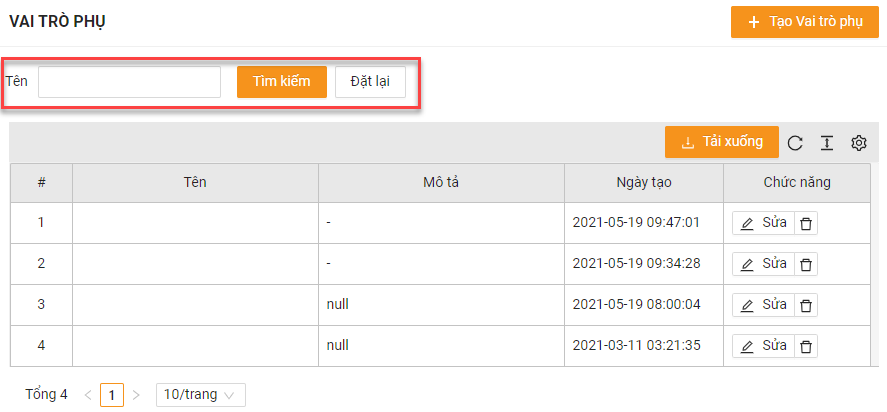 VAI TRÒ PHỤ
+ Tạo Vai trò phụ
Tên
Tìm kiếm
Đặt lại
Tải xuống
# Tên Mô tả Ngày tạo Chức năng
1 - 2021-05-19 09:47:01 Sửa
2 - 2021-05-19 09:34:28 Sửa
3 null 2021-05-19 08:00:04 Sửa
4 null 2021-03-11 03:21:35 Sửa
Tổng 4 < 1 > 10/trang